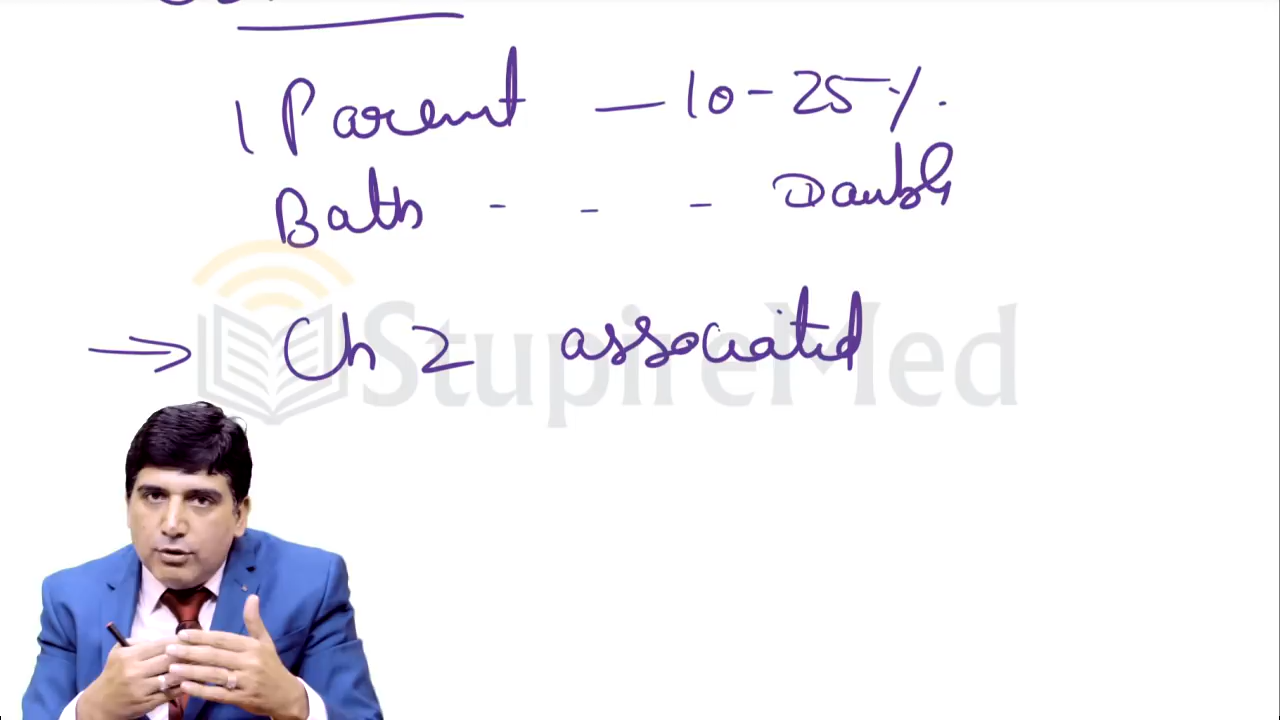 1 Parent — 10-25%.
Both - - - Double
→ Ch 2 associated
StupireMed